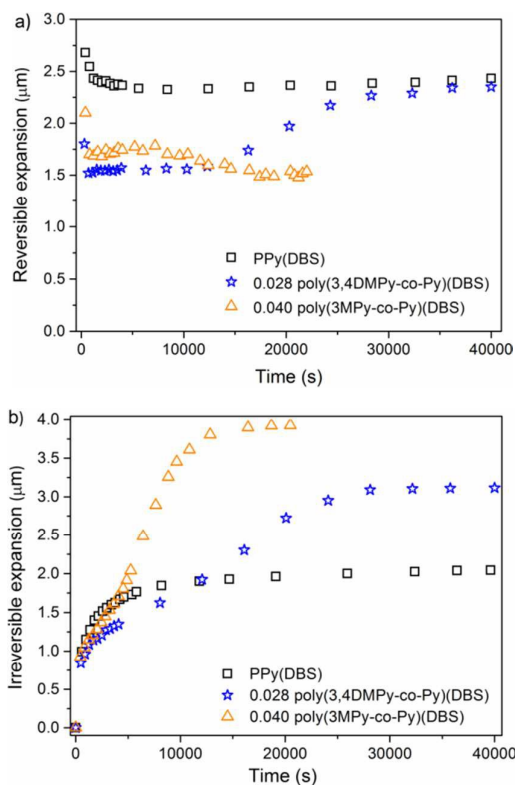 a)
3.0
2.5
2.0
1.5
1.0
0.5
0.0
Reversible expansion (μm)
PPy(DBS)
0.028 poly(3,4DMPy-co-Py)(DBS)
0.040 poly(3MPy-co-Py)(DBS)
0
10000
20000
30000
40000
Time (s)
b)
4.0
3.5
3.0
2.5
2.0
1.5
1.0
0.5
0.0
Irreversible expansion (μm)
PPy(DBS)
0.028 poly(3,4DMPy-co-Py)(DBS)
0.040 poly(3MPy-co-Py)(DBS)
0
10000
20000
30000
40000
Time (s)